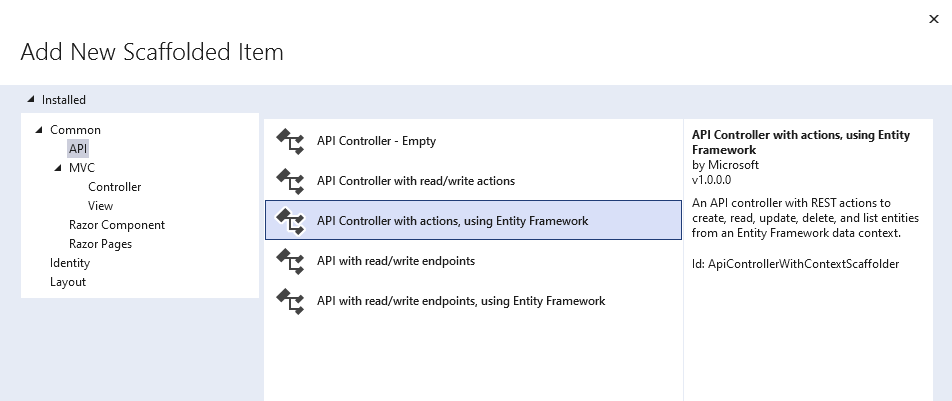 Add New Scaffolded Item
Installed
Common
API
MVC
Controller
View
Razor Component
Razor Pages
Identity
Layout
API Controller - Empty
API Controller with read/write actions
API Controller with actions, using Entity Framework
API with read/write endpoints
API with read/write endpoints, using Entity Framework
API Controller with actions, using Entity
Framework
by Microsoft
v1.0.0.0
An API controller with REST actions to
create, read, update, delete, and list entities
from an Entity Framework data context.
Id: ApiControllerWithContextScaffolder